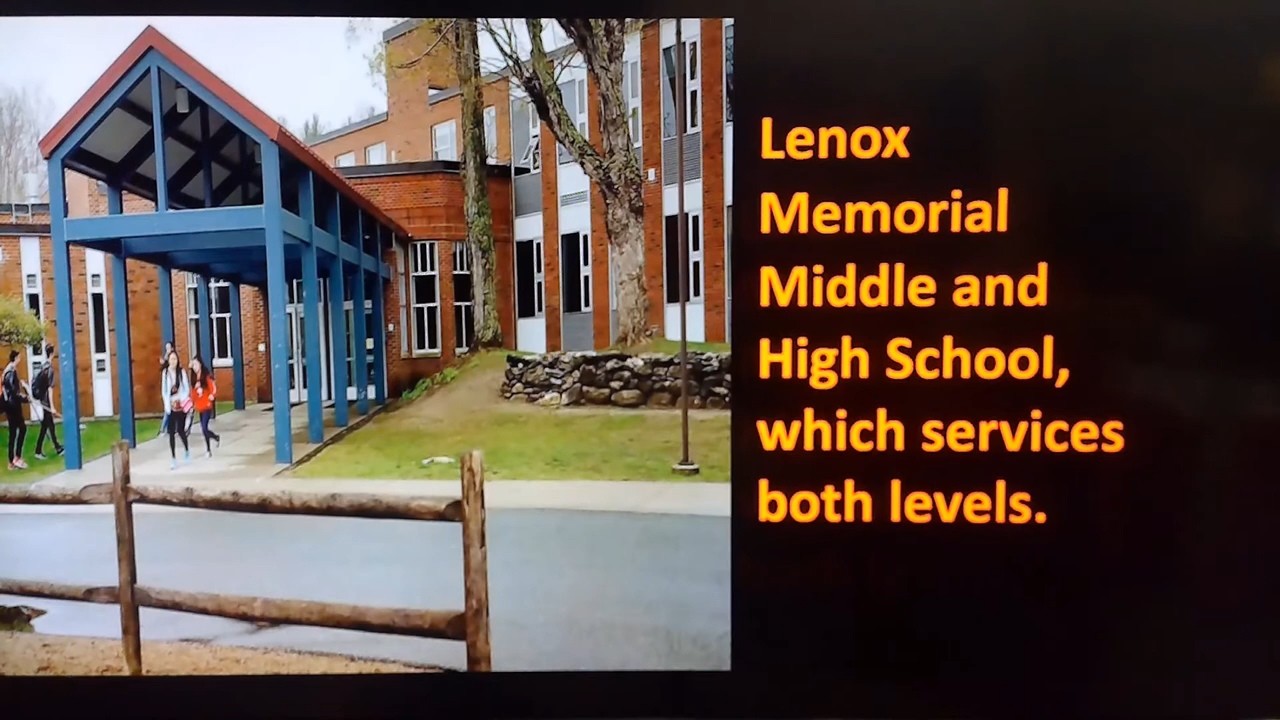 Lenox
Memorial
Middle and
High School,
which services
both levels.